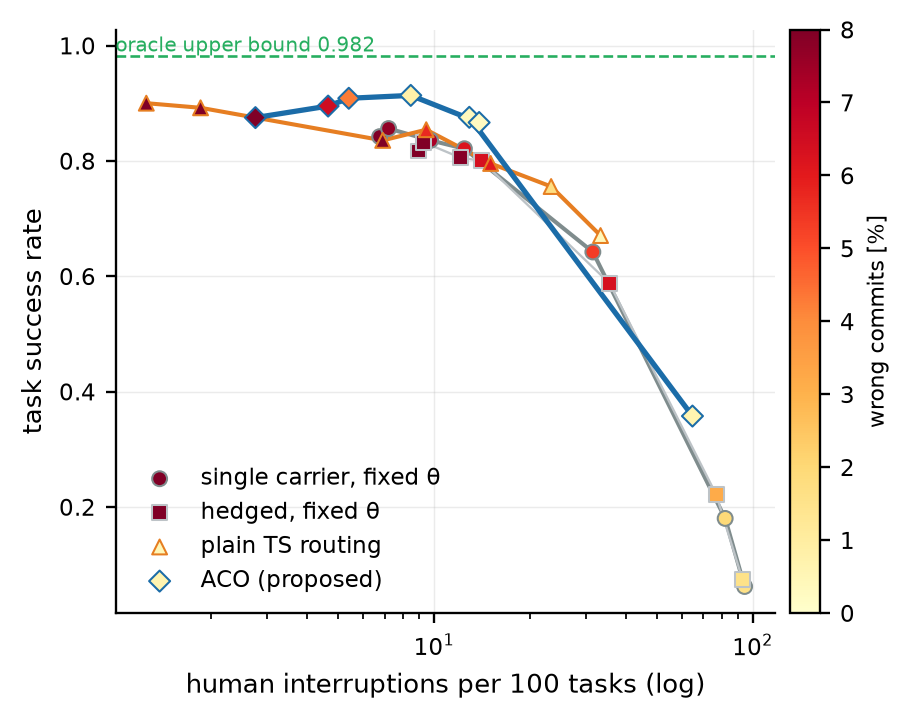 oracle upper bound 0.982
1.0
0.8
0.6
0.4
0.2
task success rate
single carrier, fixed θ
hedged, fixed θ
plain TS routing
ACO (proposed)
10¹
10²
human interruptions per 100 tasks (log)
8
7
6
5
4
3
2
1
0
wrong commits [%]